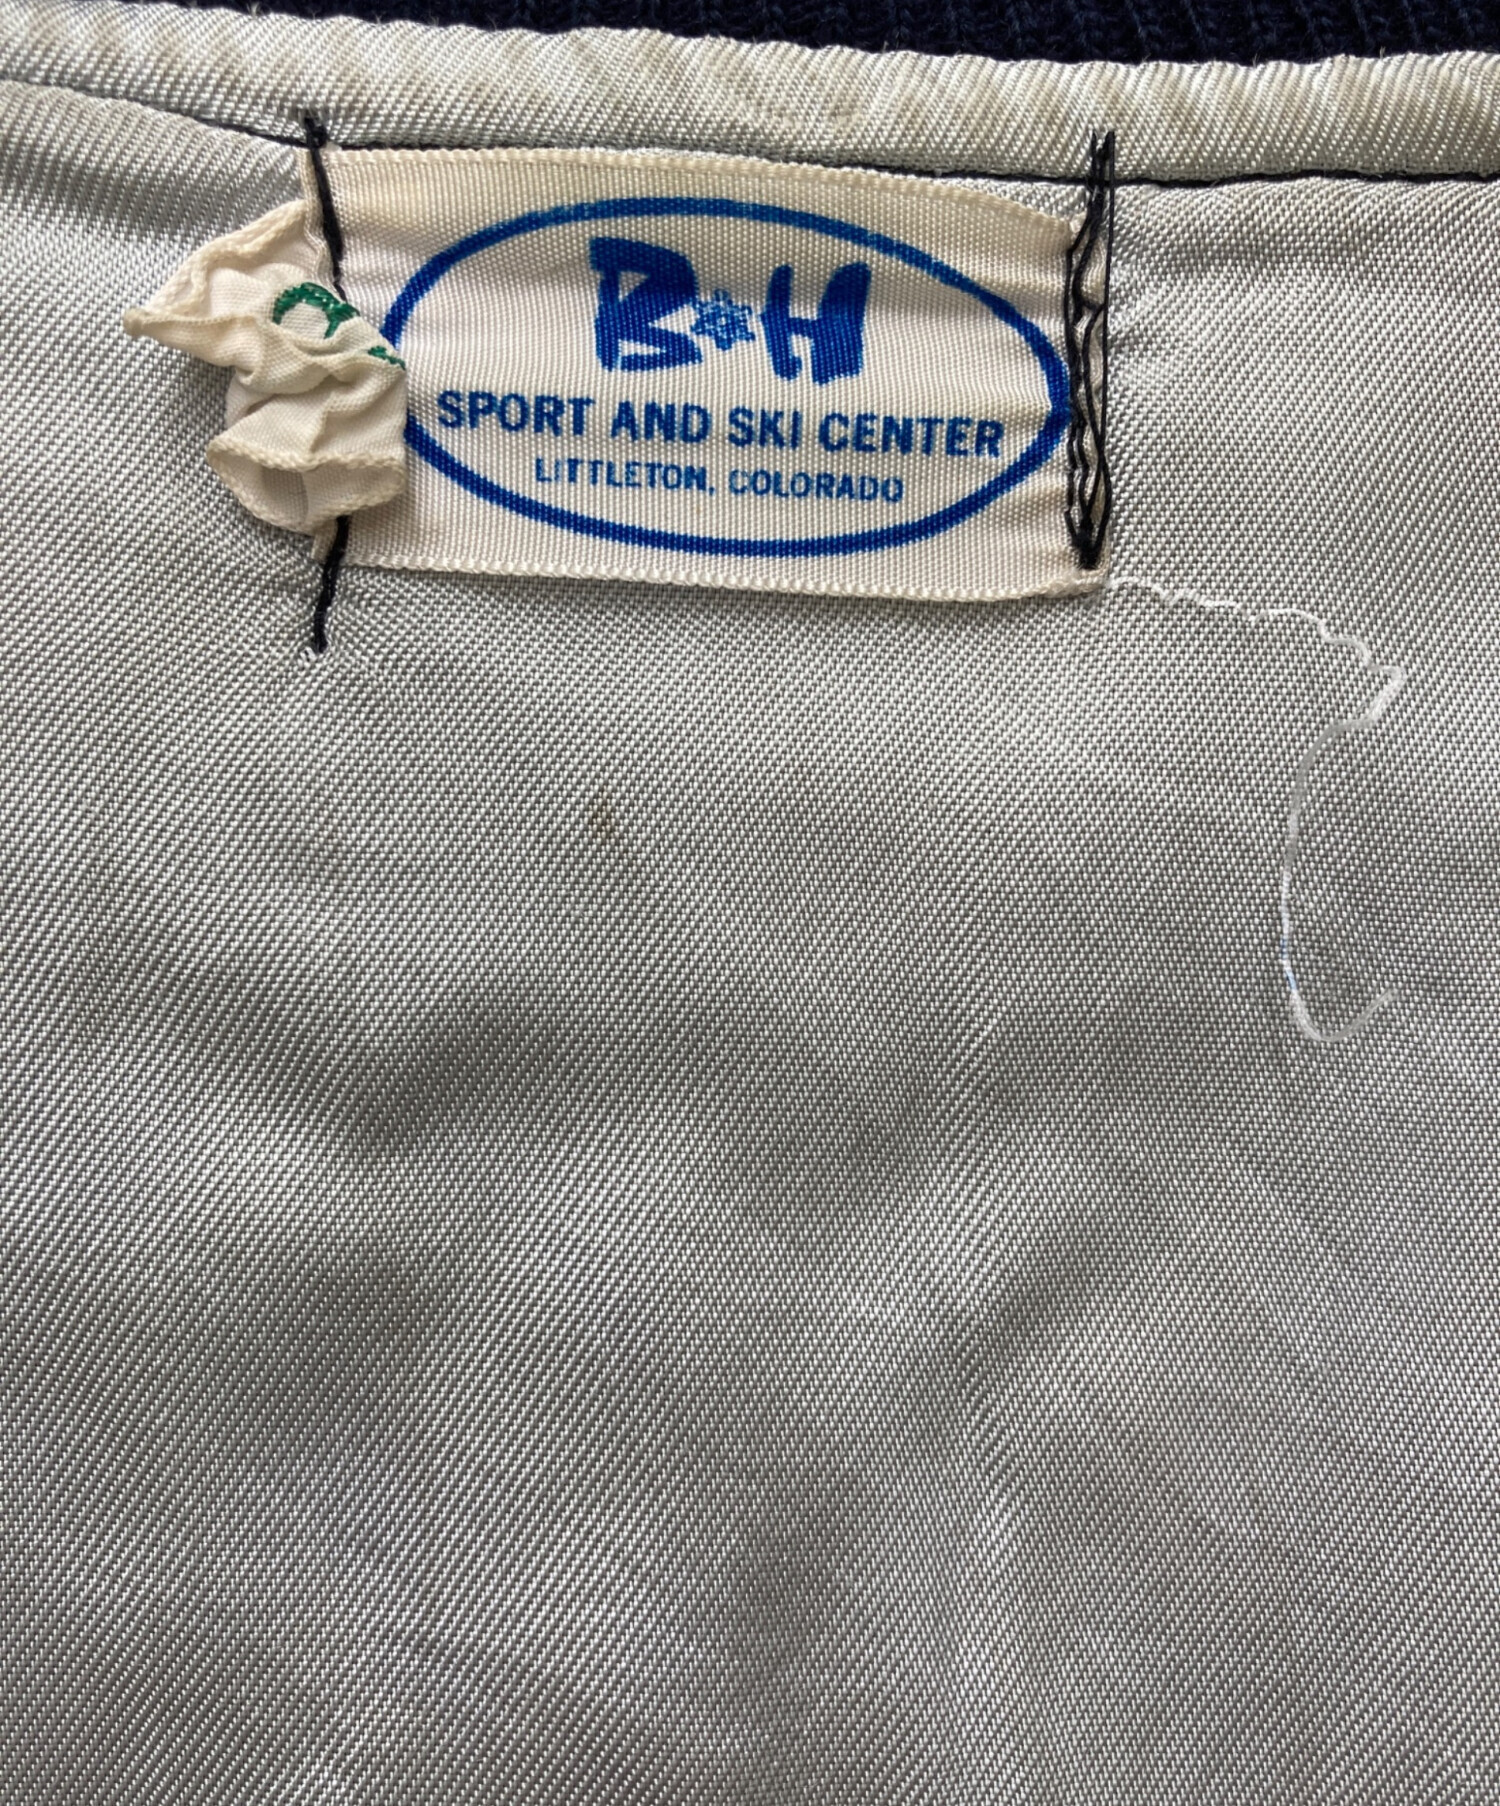 B H
SPORT AND SKI CENTER
LITTLETON, COLORADO